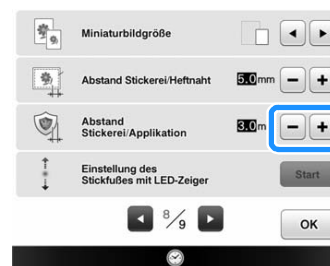 Miniaturbildgröße
Abstand Stickerei/Heftnaht 5.0mm − +
Abstand
Stickerei/Applikation 3.0m − +
Einstellung des
Stickfußes mit LED-Zeiger Start
8/9 OK